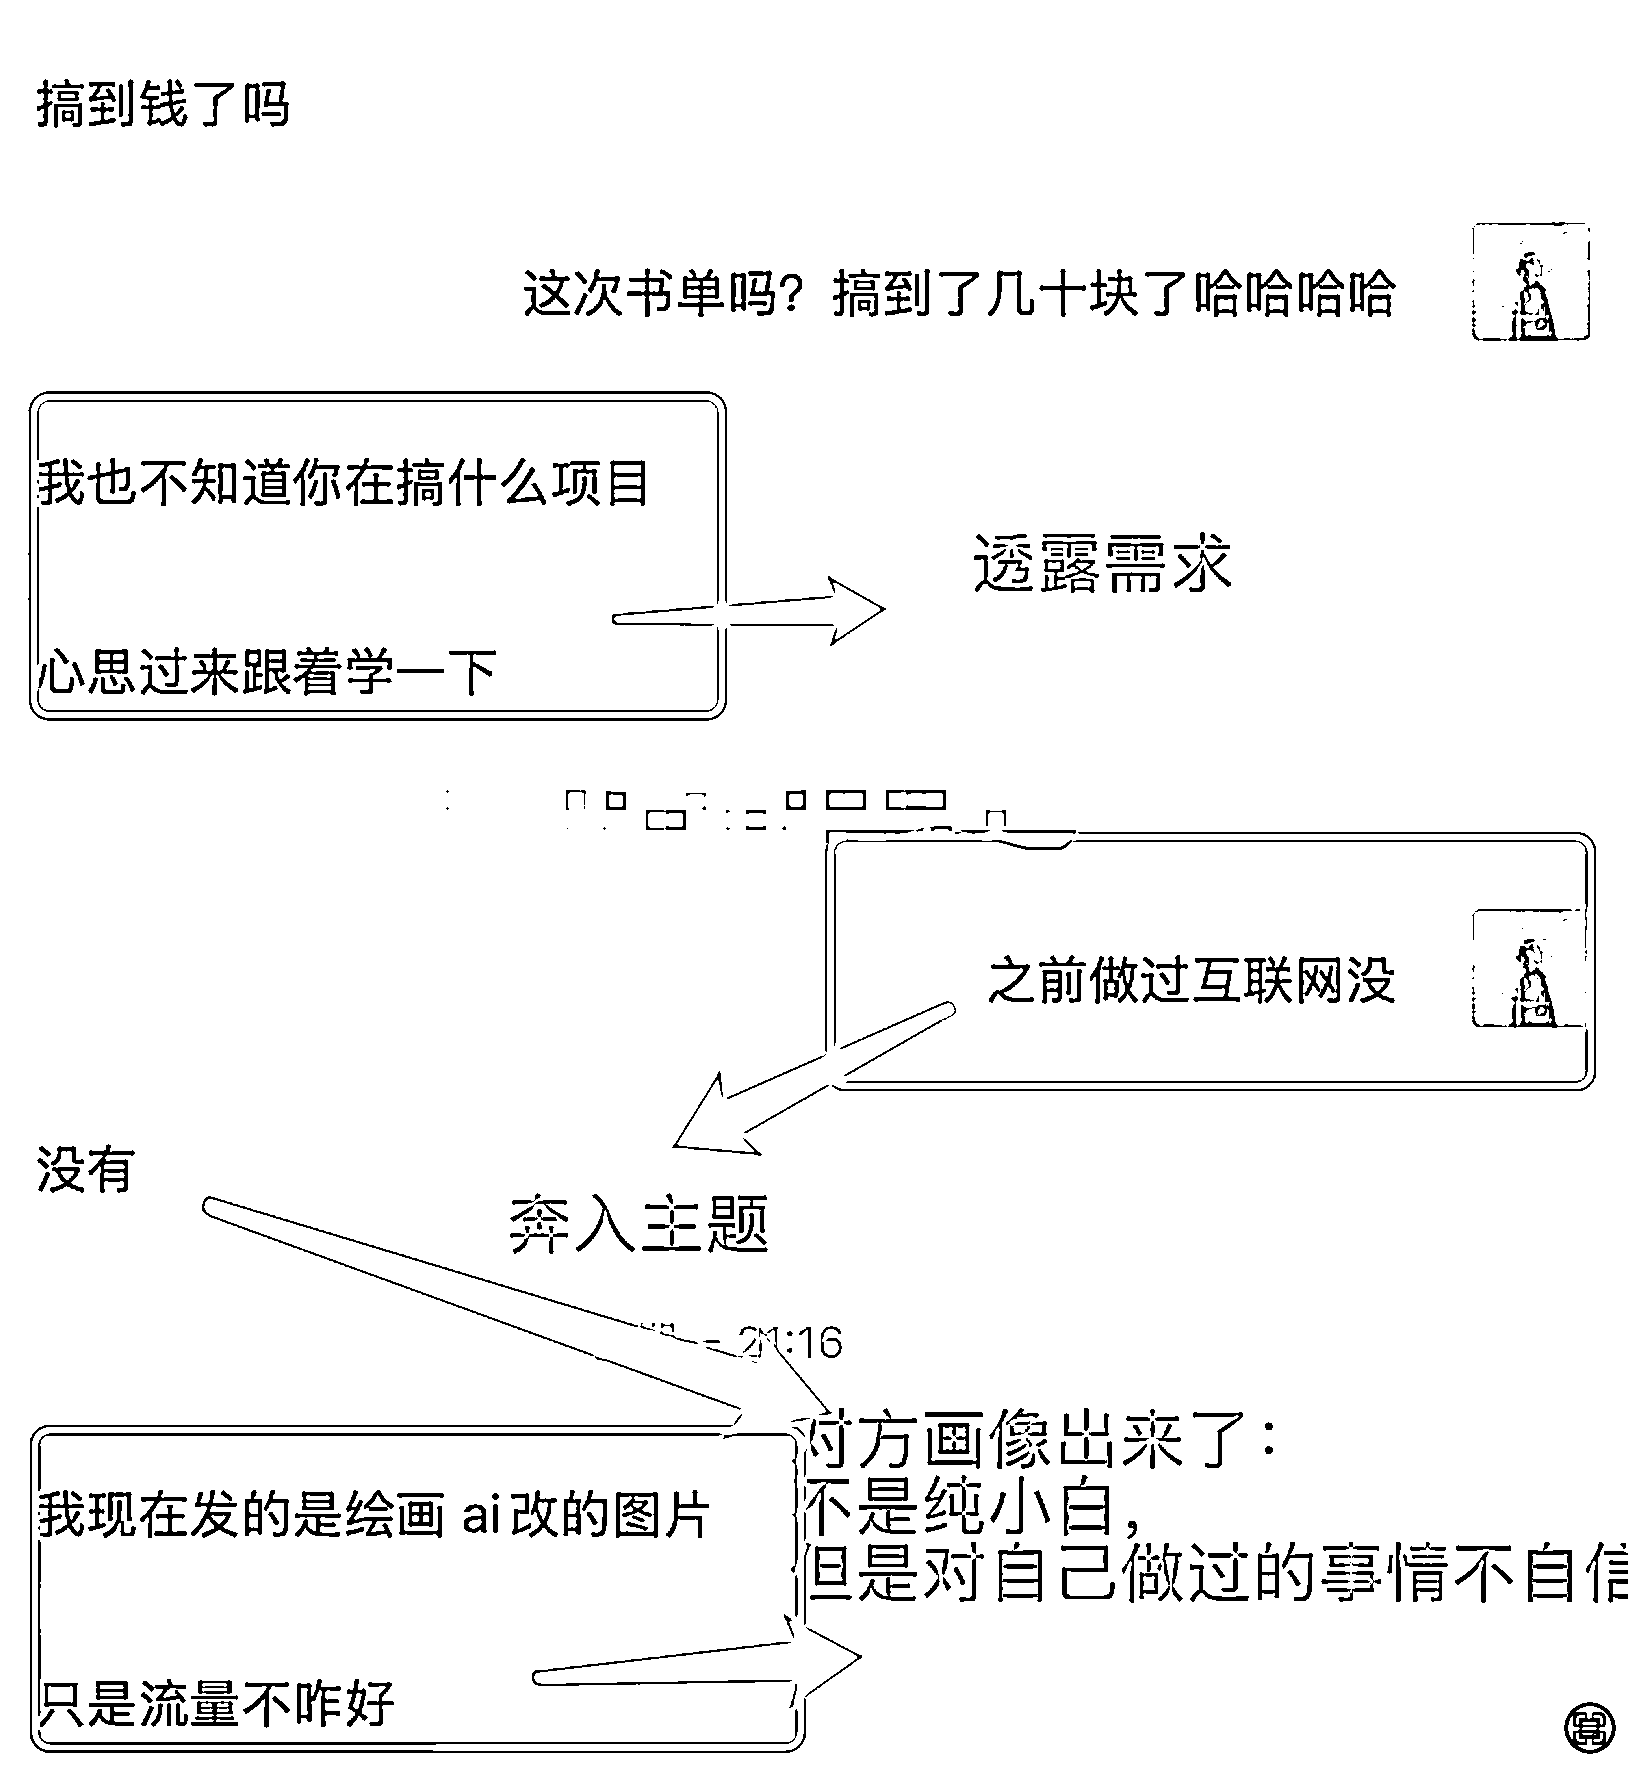 搞到钱了吗
这次书单吗？搞到了几十块了哈哈哈哈
我也不知道你在搞什么项目
透露需求
心思过来跟着学一下
之前做过互联网没
没有
奔入主题
21:16
对方画像出来了：
不是纯小白，
我现在发的是绘画 ai改的图片
但是对自己做过的事情不自信
只是流量不咋好